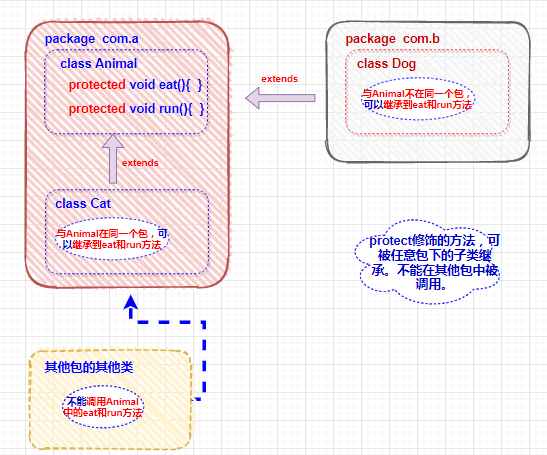 package  com.a
class Animal
protected void eat(){  }
protected void run(){  }
extends
class Cat
与Animal在同一个包，可
以继承到eat和run方法
extends
package  com.b
class Dog
与Animal不在同一个包
可以继承到eat和run方法
protect修饰的方法，可
被任意包下的子类继
承。不能在其他包中被
调用。
其他包的其他类
不能调用Animal
中的eat和run方法